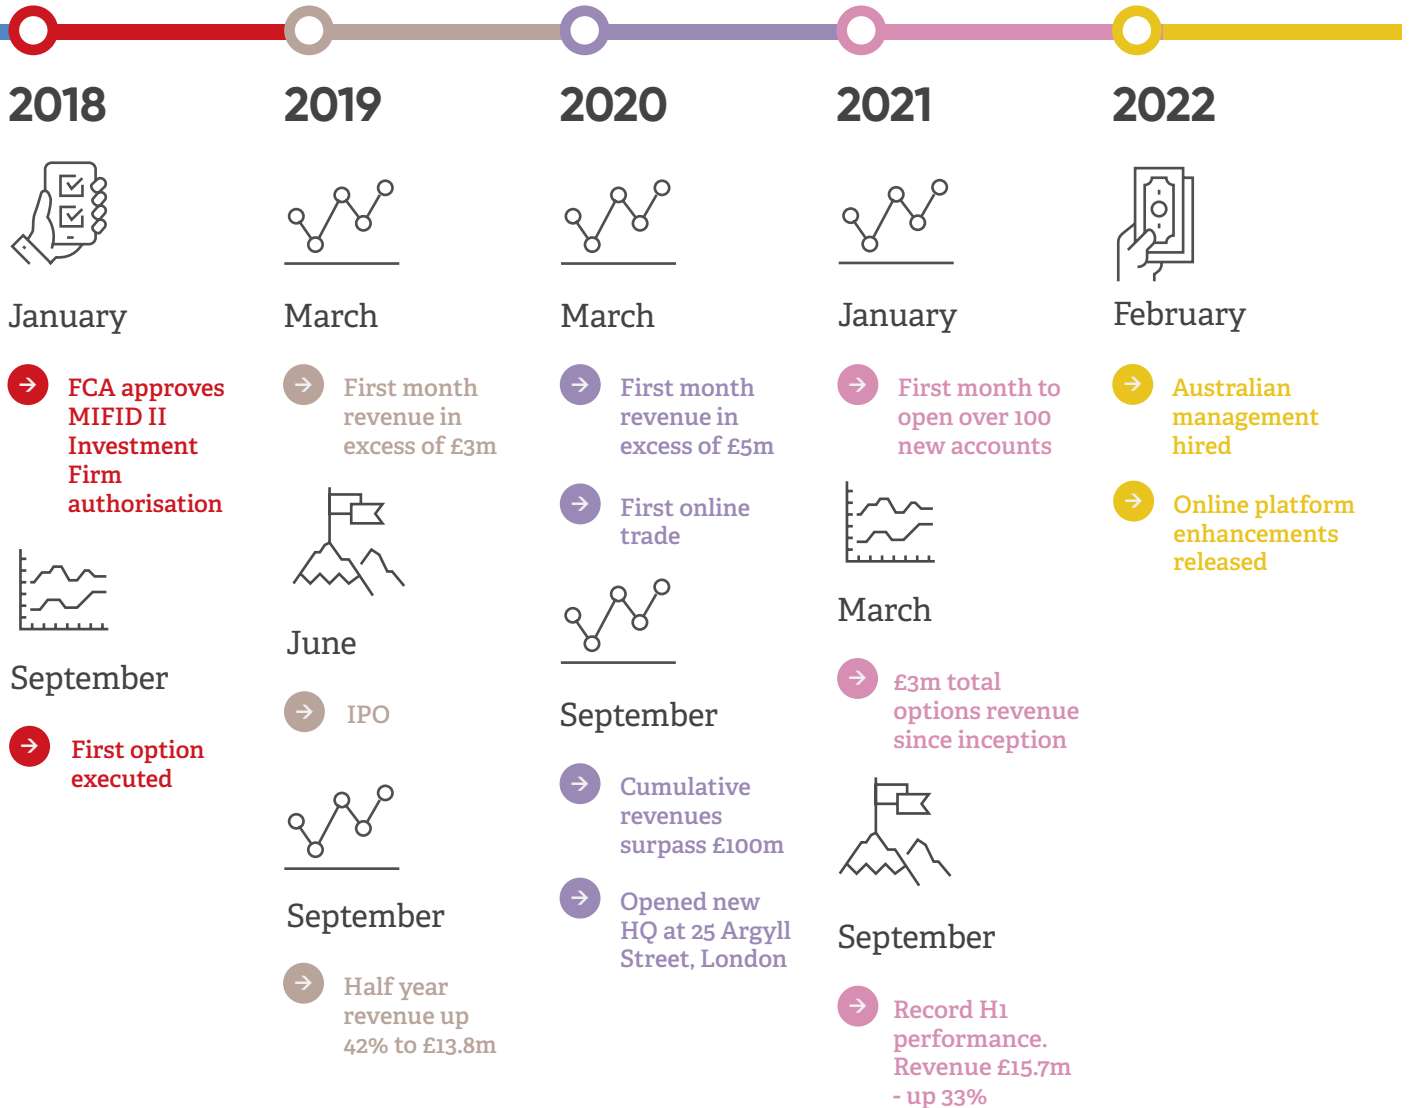 2018
January
FCA approves
MIFID II
Investment
Firm
authorisation
September
First option
executed
2019
March
First month
revenue in
excess of £3m
June
IPO
September
Half year
revenue up
42% to £13.8m
2020
March
First month
revenue in
excess of £5m
First online
trade
September
Cumulative
revenues
surpass £100m
Opened new
HQ at 25 Argyll
Street, London
2021
January
First month to
open over 100
new accounts
March
£3m total
options revenue
since inception
September
Record H1
performance.
Revenue £15.7m
- up 33%
2022
February
Australian
management
hired
Online platform
enhancements
released